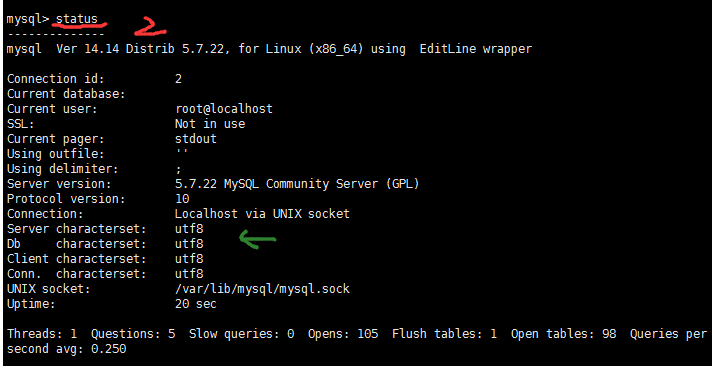 mysql> status
2
--------------
mysql  Ver 14.14 Distrib 5.7.22, for Linux (x86_64) using  EditLine wrapper
Connection id:          2
Current database:
Current user:           root@localhost
SSL:                    Not in use
Current pager:          stdout
Using outfile:          ''
Using delimiter:        ;
Server version:         5.7.22 MySQL Community Server (GPL)
Protocol version:       10
Connection:             Localhost via UNIX socket
Server characterset:    utf8
Db     characterset:    utf8
Client characterset:    utf8
Conn.  characterset:    utf8
UNIX socket:            /var/lib/mysql/mysql.sock
Uptime:                 20 sec
Threads: 1  Questions: 5  Slow queries: 0  Opens: 105  Flush tables: 1  Open tables: 98  Queries per
second avg: 0.250